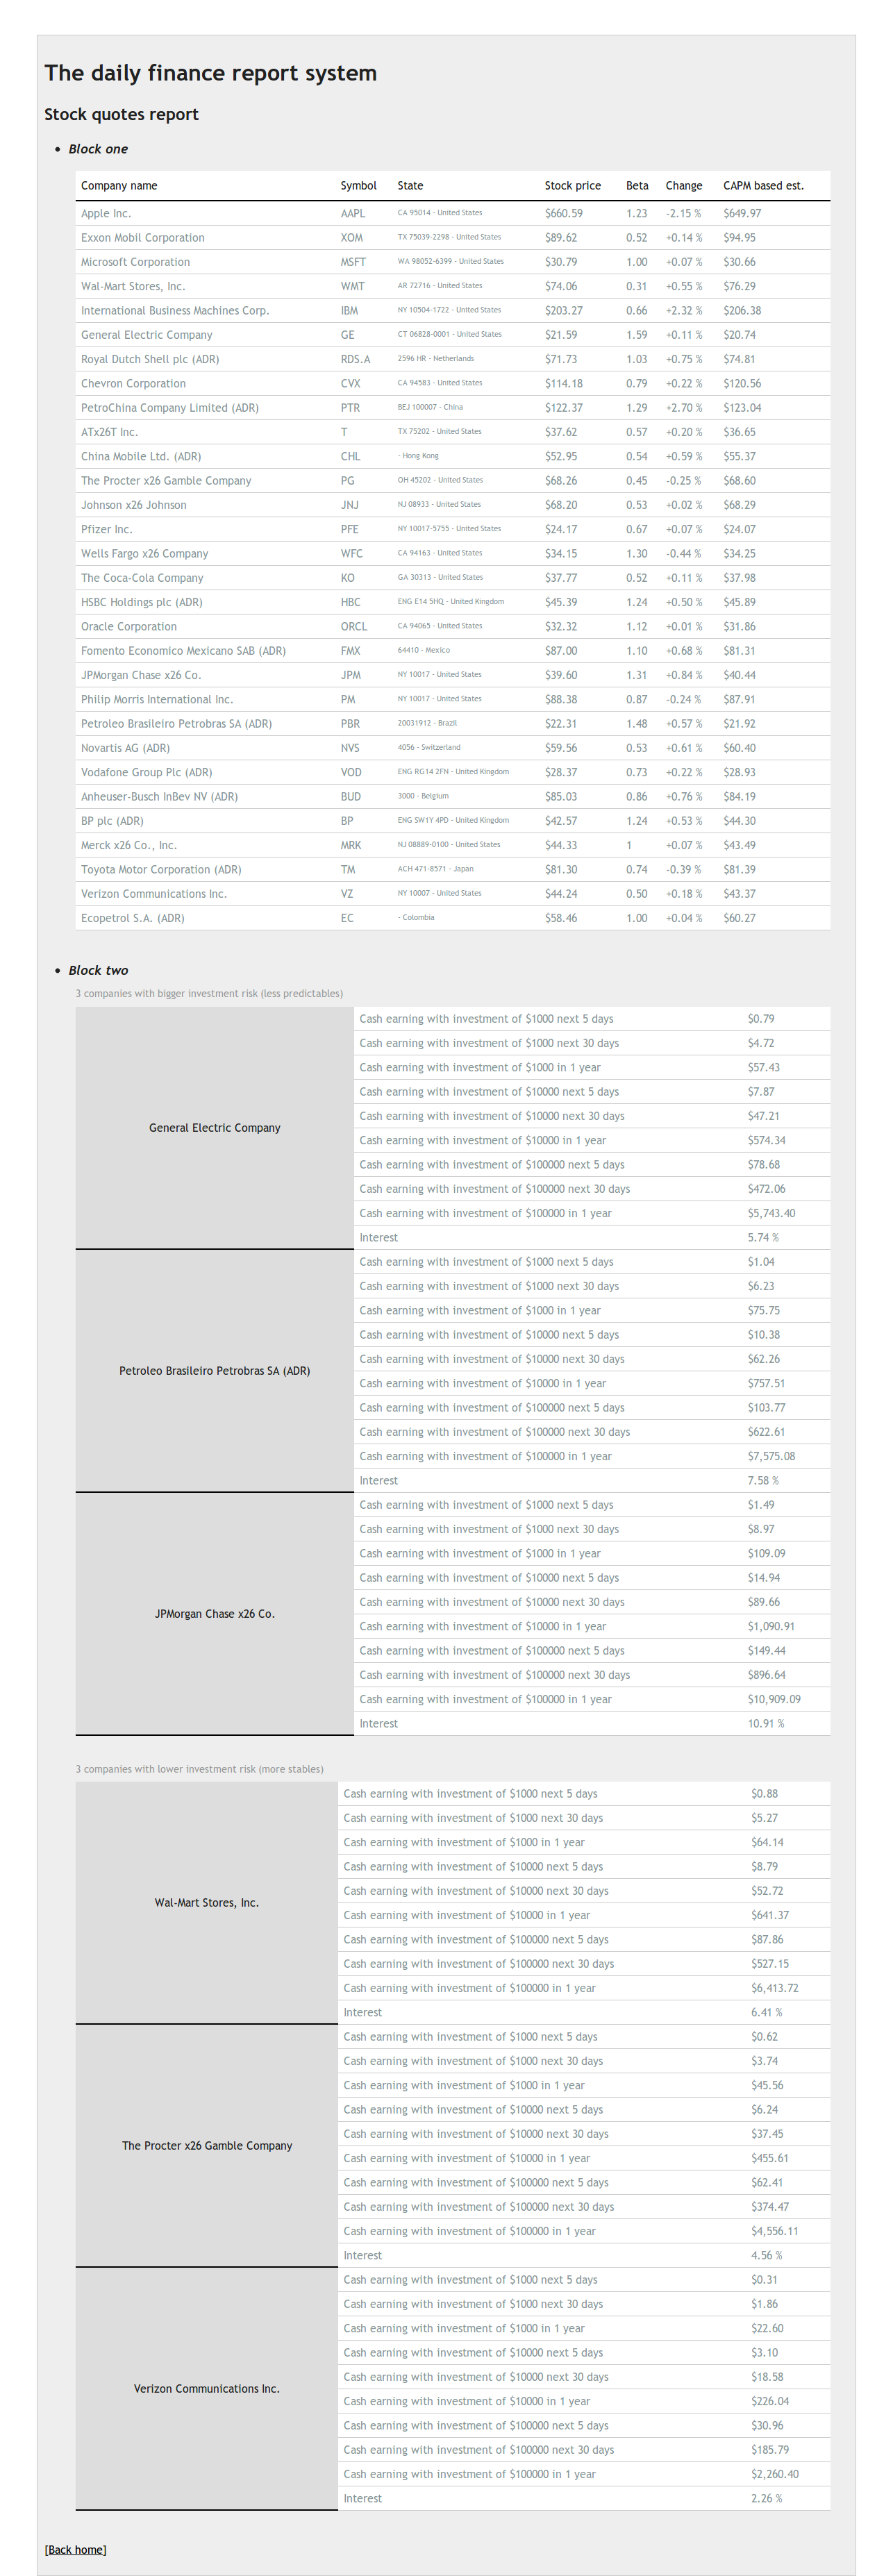 The daily finance report system
Stock quotes report
• Block one
Company name Symbol State Stock price Beta Change CAPM based est.
Apple Inc. AAPL CA 95014 - United States $660.59 1.23 -2.15 % $649.97
Exxon Mobil Corporation XOM TX 75039-2298 - United States $89.62 0.52 +0.14 % $94.95
Microsoft Corporation MSFT WA 98052-6399 - United States $30.79 1.00 +0.07 % $30.66
Wal-Mart Stores, Inc. WMT AR 72716 - United States $74.06 0.31 +0.55 % $76.29
International Business Machines Corp. IBM NY 10504-1722 - United States $203.27 0.66 +2.32 % $206.38
General Electric Company GE CT 06828-0001 - United States $21.59 1.59 +0.11 % $20.74
Royal Dutch Shell plc (ADR) RDS.A 2596 HR - Netherlands $71.73 1.03 +0.75 % $74.81
Chevron Corporation CVX CA 94583 - United States $114.18 0.79 +0.22 % $120.56
PetroChina Company Limited (ADR) PTR BEJ 100007 - China $122.37 1.29 +2.70 % $123.04
ATx26T Inc. T TX 75202 - United States $37.62 0.57 +0.20 % $36.65
China Mobile Ltd. (ADR) CHL - Hong Kong $52.95 0.54 +0.59 % $55.37
The Procter x26 Gamble Company PG OH 45202 - United States $68.26 0.45 -0.25 % $68.60
Johnson x26 Johnson JNJ NJ 08933 - United States $68.20 0.53 +0.02 % $68.29
Pfizer Inc. PFE NY 10017-5755 - United States $24.17 0.67 +0.07 % $24.07
Wells Fargo x26 Company WFC CA 94163 - United States $34.15 1.30 -0.44 % $34.25
The Coca-Cola Company KO GA 30313 - United States $37.77 0.52 +0.11 % $37.98
HSBC Holdings plc (ADR) HBC ENG E14 5HQ - United Kingdom $45.39 1.24 +0.50 % $45.89
Oracle Corporation ORCL CA 94065 - United States $32.32 1.12 +0.01 % $31.86
Fomento Economico Mexicano SAB (ADR) FMX 64410 - Mexico $87.00 1.10 +0.68 % $81.31
JPMorgan Chase x26 Co. JPM NY 10017 - United States $39.60 1.31 +0.84 % $40.44
Philip Morris International Inc. PM NY 10017 - United States $88.38 0.87 -0.24 % $87.91
Petroleo Brasileiro Petrobras SA (ADR) PBR 20031912 - Brazil $22.31 1.48 +0.57 % $21.92
Novartis AG (ADR) NVS 4056 - Switzerland $59.56 0.53 +0.61 % $60.40
Vodafone Group Plc (ADR) VOD ENG RG14 2FN - United Kingdom $28.37 0.73 +0.22 % $28.93
Anheuser-Busch InBev NV (ADR) BUD 3000 - Belgium $85.03 0.86 +0.76 % $84.19
BP plc (ADR) BP ENG SW1Y 4PD - United Kingdom $42.57 1.24 +0.53 % $44.30
Merck x26 Co., Inc. MRK NJ 08889-0100 - United States $44.33 1 +0.07 % $43.49
Toyota Motor Corporation (ADR) TM ACH 471-8571 - Japan $81.30 0.74 -0.39 % $81.39
Verizon Communications Inc. VZ NY 10007 - United States $44.24 0.50 +0.18 % $43.37
Ecopetrol S.A. (ADR) EC - Colombia $58.46 1.00 +0.04 % $60.27
• Block two
3 companies with bigger investment risk (less predictables)
General Electric Company
Cash earning with investment of $1000 next 5 days $0.79
Cash earning with investment of $1000 next 30 days $4.72
Cash earning with investment of $1000 in 1 year $57.43
Cash earning with investment of $10000 next 5 days $7.87
Cash earning with investment of $10000 next 30 days $47.21
Cash earning with investment of $10000 in 1 year $574.34
Cash earning with investment of $100000 next 5 days $78.68
Cash earning with investment of $100000 next 30 days $472.06
Cash earning with investment of $100000 in 1 year $5,743.40
Interest 5.74 %
Petroleo Brasileiro Petrobras SA (ADR)
Cash earning with investment of $1000 next 5 days $1.04
Cash earning with investment of $1000 next 30 days $6.23
Cash earning with investment of $1000 in 1 year $75.75
Cash earning with investment of $10000 next 5 days $10.38
Cash earning with investment of $10000 next 30 days $62.26
Cash earning with investment of $10000 in 1 year $757.51
Cash earning with investment of $100000 next 5 days $103.77
Cash earning with investment of $100000 next 30 days $622.61
Cash earning with investment of $100000 in 1 year $7,575.08
Interest 7.58 %
JPMorgan Chase x26 Co.
Cash earning with investment of $1000 next 5 days $1.49
Cash earning with investment of $1000 next 30 days $8.97
Cash earning with investment of $1000 in 1 year $109.09
Cash earning with investment of $10000 next 5 days $14.94
Cash earning with investment of $10000 next 30 days $89.66
Cash earning with investment of $10000 in 1 year $1,090.91
Cash earning with investment of $100000 next 5 days $149.44
Cash earning with investment of $100000 next 30 days $896.64
Cash earning with investment of $100000 in 1 year $10,909.09
Interest 10.91 %
3 companies with lower investment risk (more stables)
Wal-Mart Stores, Inc.
Cash earning with investment of $1000 next 5 days $0.88
Cash earning with investment of $1000 next 30 days $5.27
Cash earning with investment of $1000 in 1 year $64.14
Cash earning with investment of $10000 next 5 days $8.79
Cash earning with investment of $10000 next 30 days $52.72
Cash earning with investment of $10000 in 1 year $641.37
Cash earning with investment of $100000 next 5 days $87.86
Cash earning with investment of $100000 next 30 days $527.15
Cash earning with investment of $100000 in 1 year $6,413.72
Interest 6.41 %
The Procter x26 Gamble Company
Cash earning with investment of $1000 next 5 days $0.62
Cash earning with investment of $1000 next 30 days $3.74
Cash earning with investment of $1000 in 1 year $45.56
Cash earning with investment of $10000 next 5 days $6.24
Cash earning with investment of $10000 next 30 days $37.45
Cash earning with investment of $10000 in 1 year $455.61
Cash earning with investment of $100000 next 5 days $62.41
Cash earning with investment of $100000 next 30 days $374.47
Cash earning with investment of $100000 in 1 year $4,556.11
Interest 4.56 %
Verizon Communications Inc.
Cash earning with investment of $1000 next 5 days $0.31
Cash earning with investment of $1000 next 30 days $1.86
Cash earning with investment of $1000 in 1 year $22.60
Cash earning with investment of $10000 next 5 days $3.10
Cash earning with investment of $10000 next 30 days $18.58
Cash earning with investment of $10000 in 1 year $226.04
Cash earning with investment of $100000 next 5 days $30.96
Cash earning with investment of $100000 next 30 days $185.79
Cash earning with investment of $100000 in 1 year $2,260.40
Interest 2.26 %
[Back home]